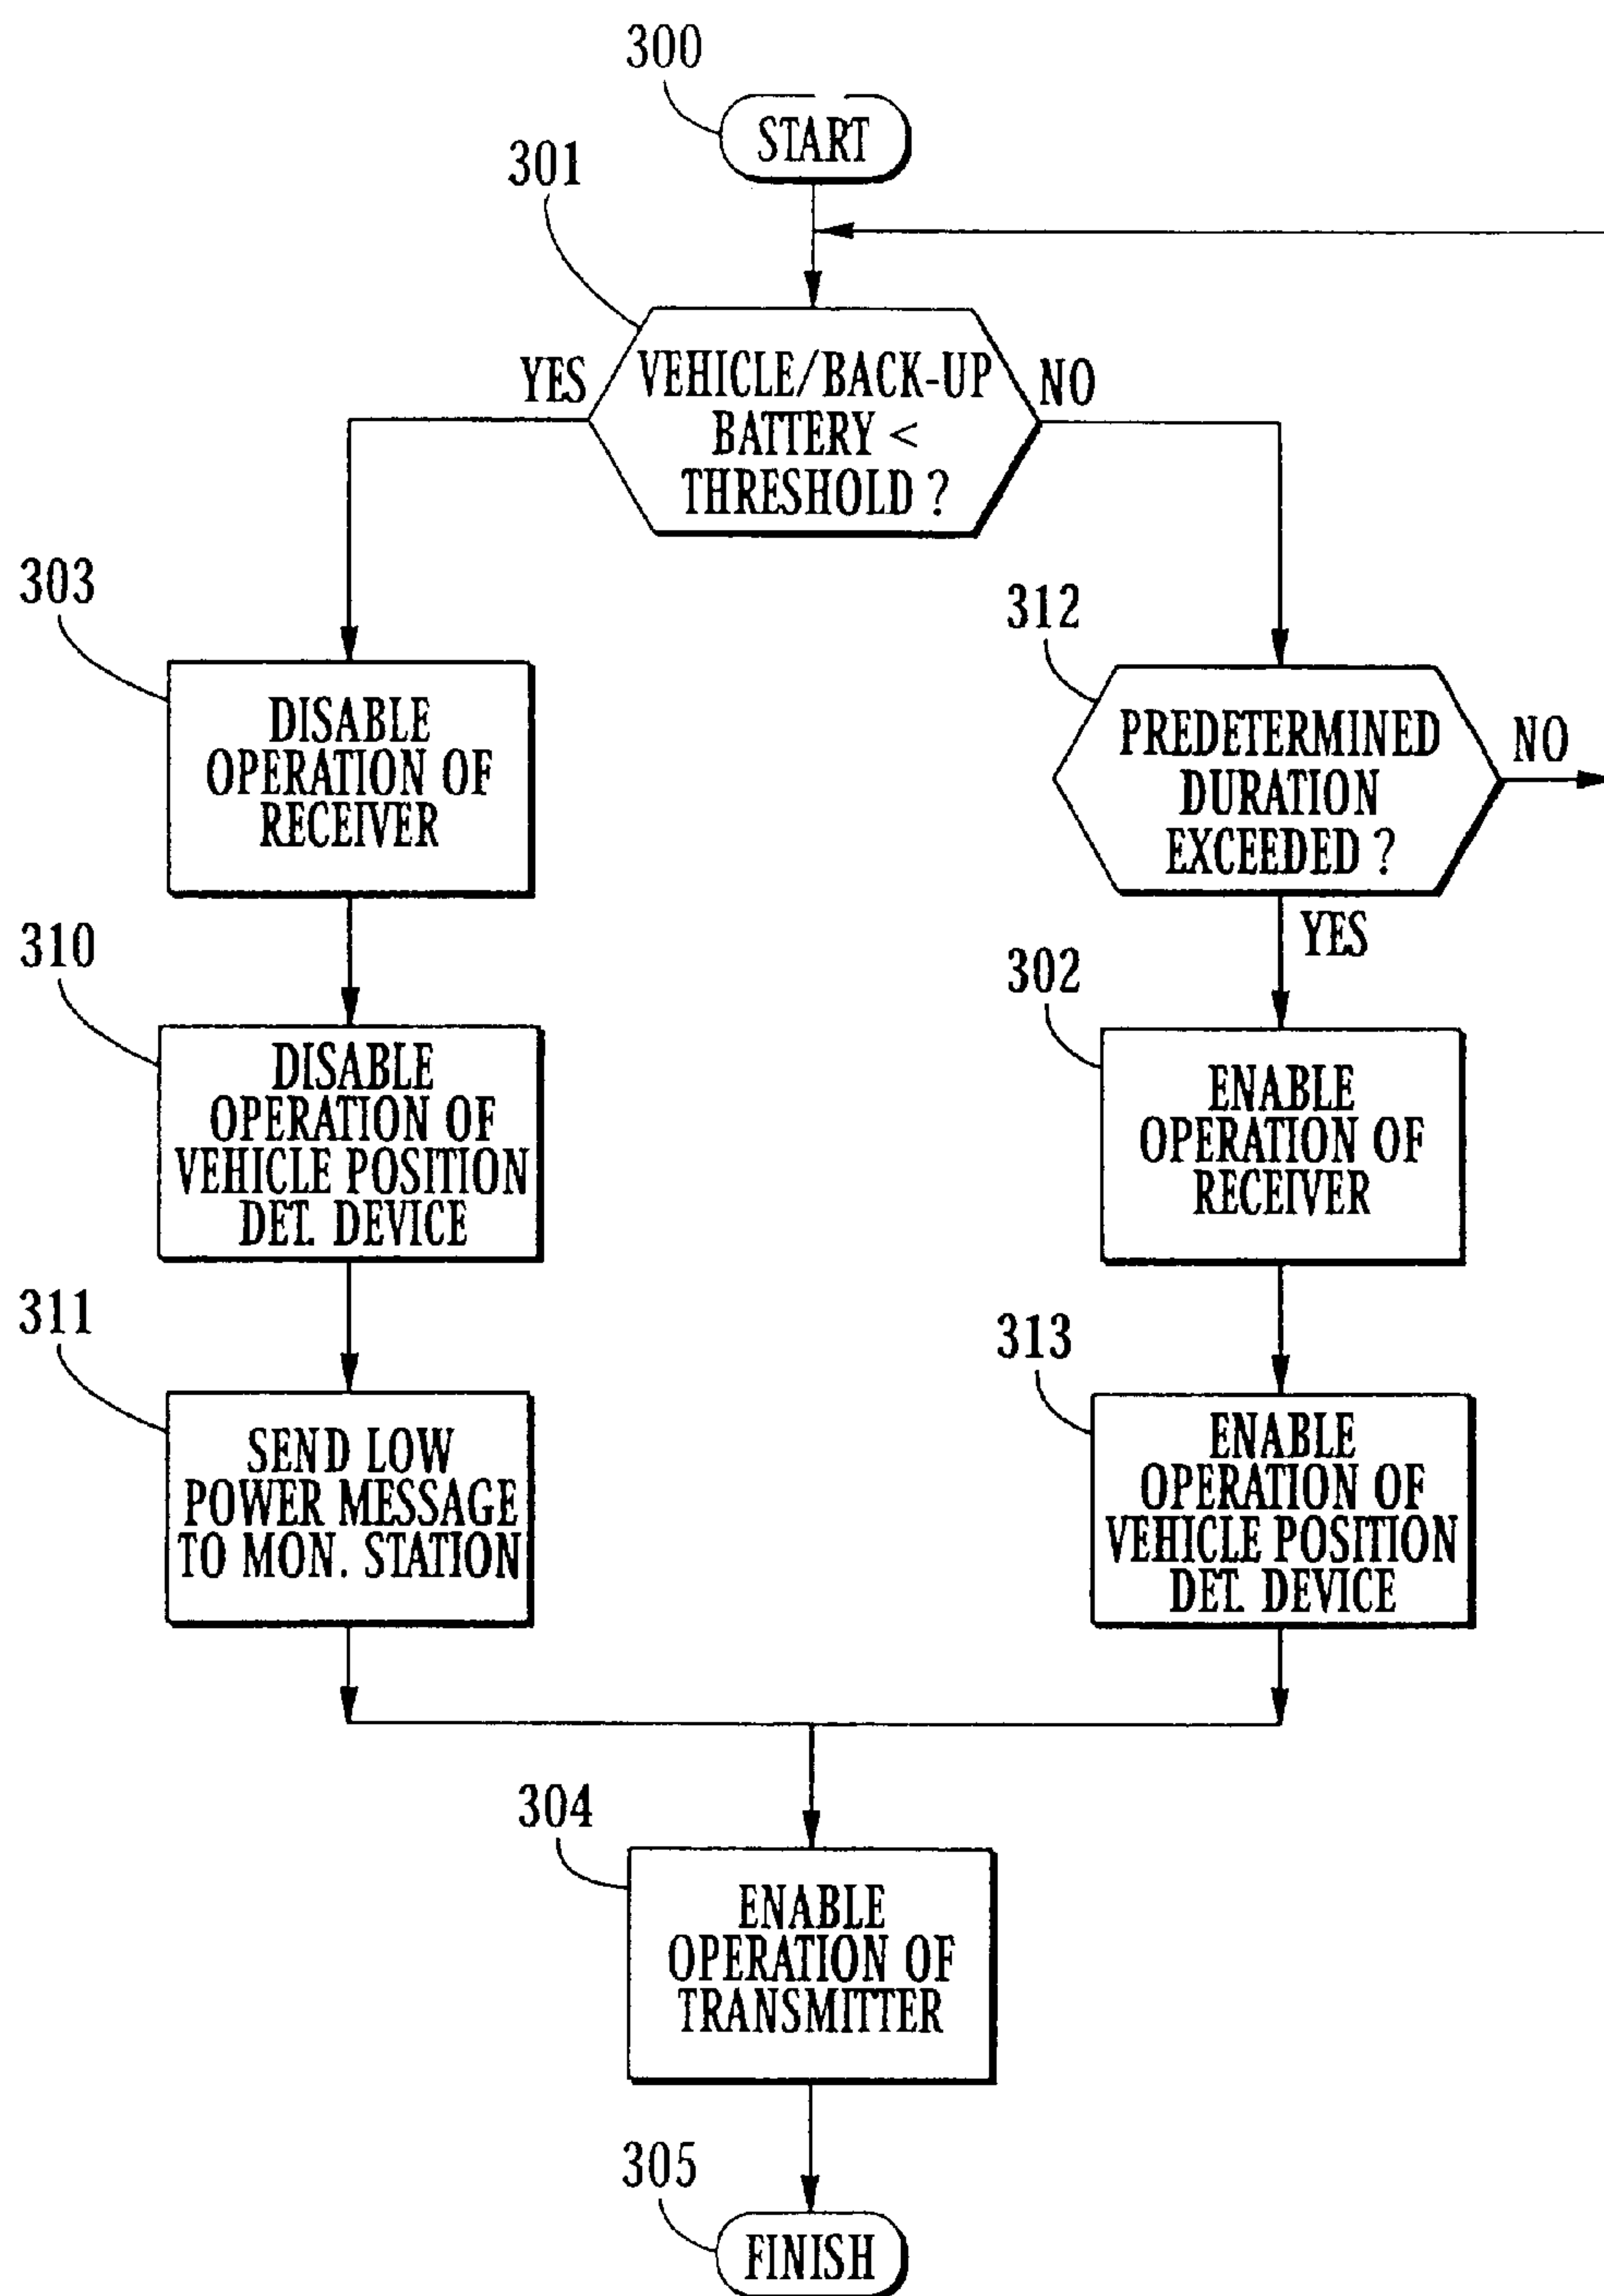 300
START
301
YES
VEHICLE/BACK-UP
BATTERY <
THRESHOLD ?
NO
303
DISABLE
OPERATION OF
RECEIVER
312
PREDETERMINED
DURATION
EXCEEDED ?
NO
YES
310
DISABLE
OPERATION OF
VEHICLE POSITION
DET. DEVICE
302
ENABLE
OPERATION OF
RECEIVER
311
SEND LOW
POWER MESSAGE
TO MON. STATION
313
ENABLE
OPERATION OF
VEHICLE POSITION
DET. DEVICE
304
ENABLE
OPERATION OF
TRANSMITTER
305
FINISH